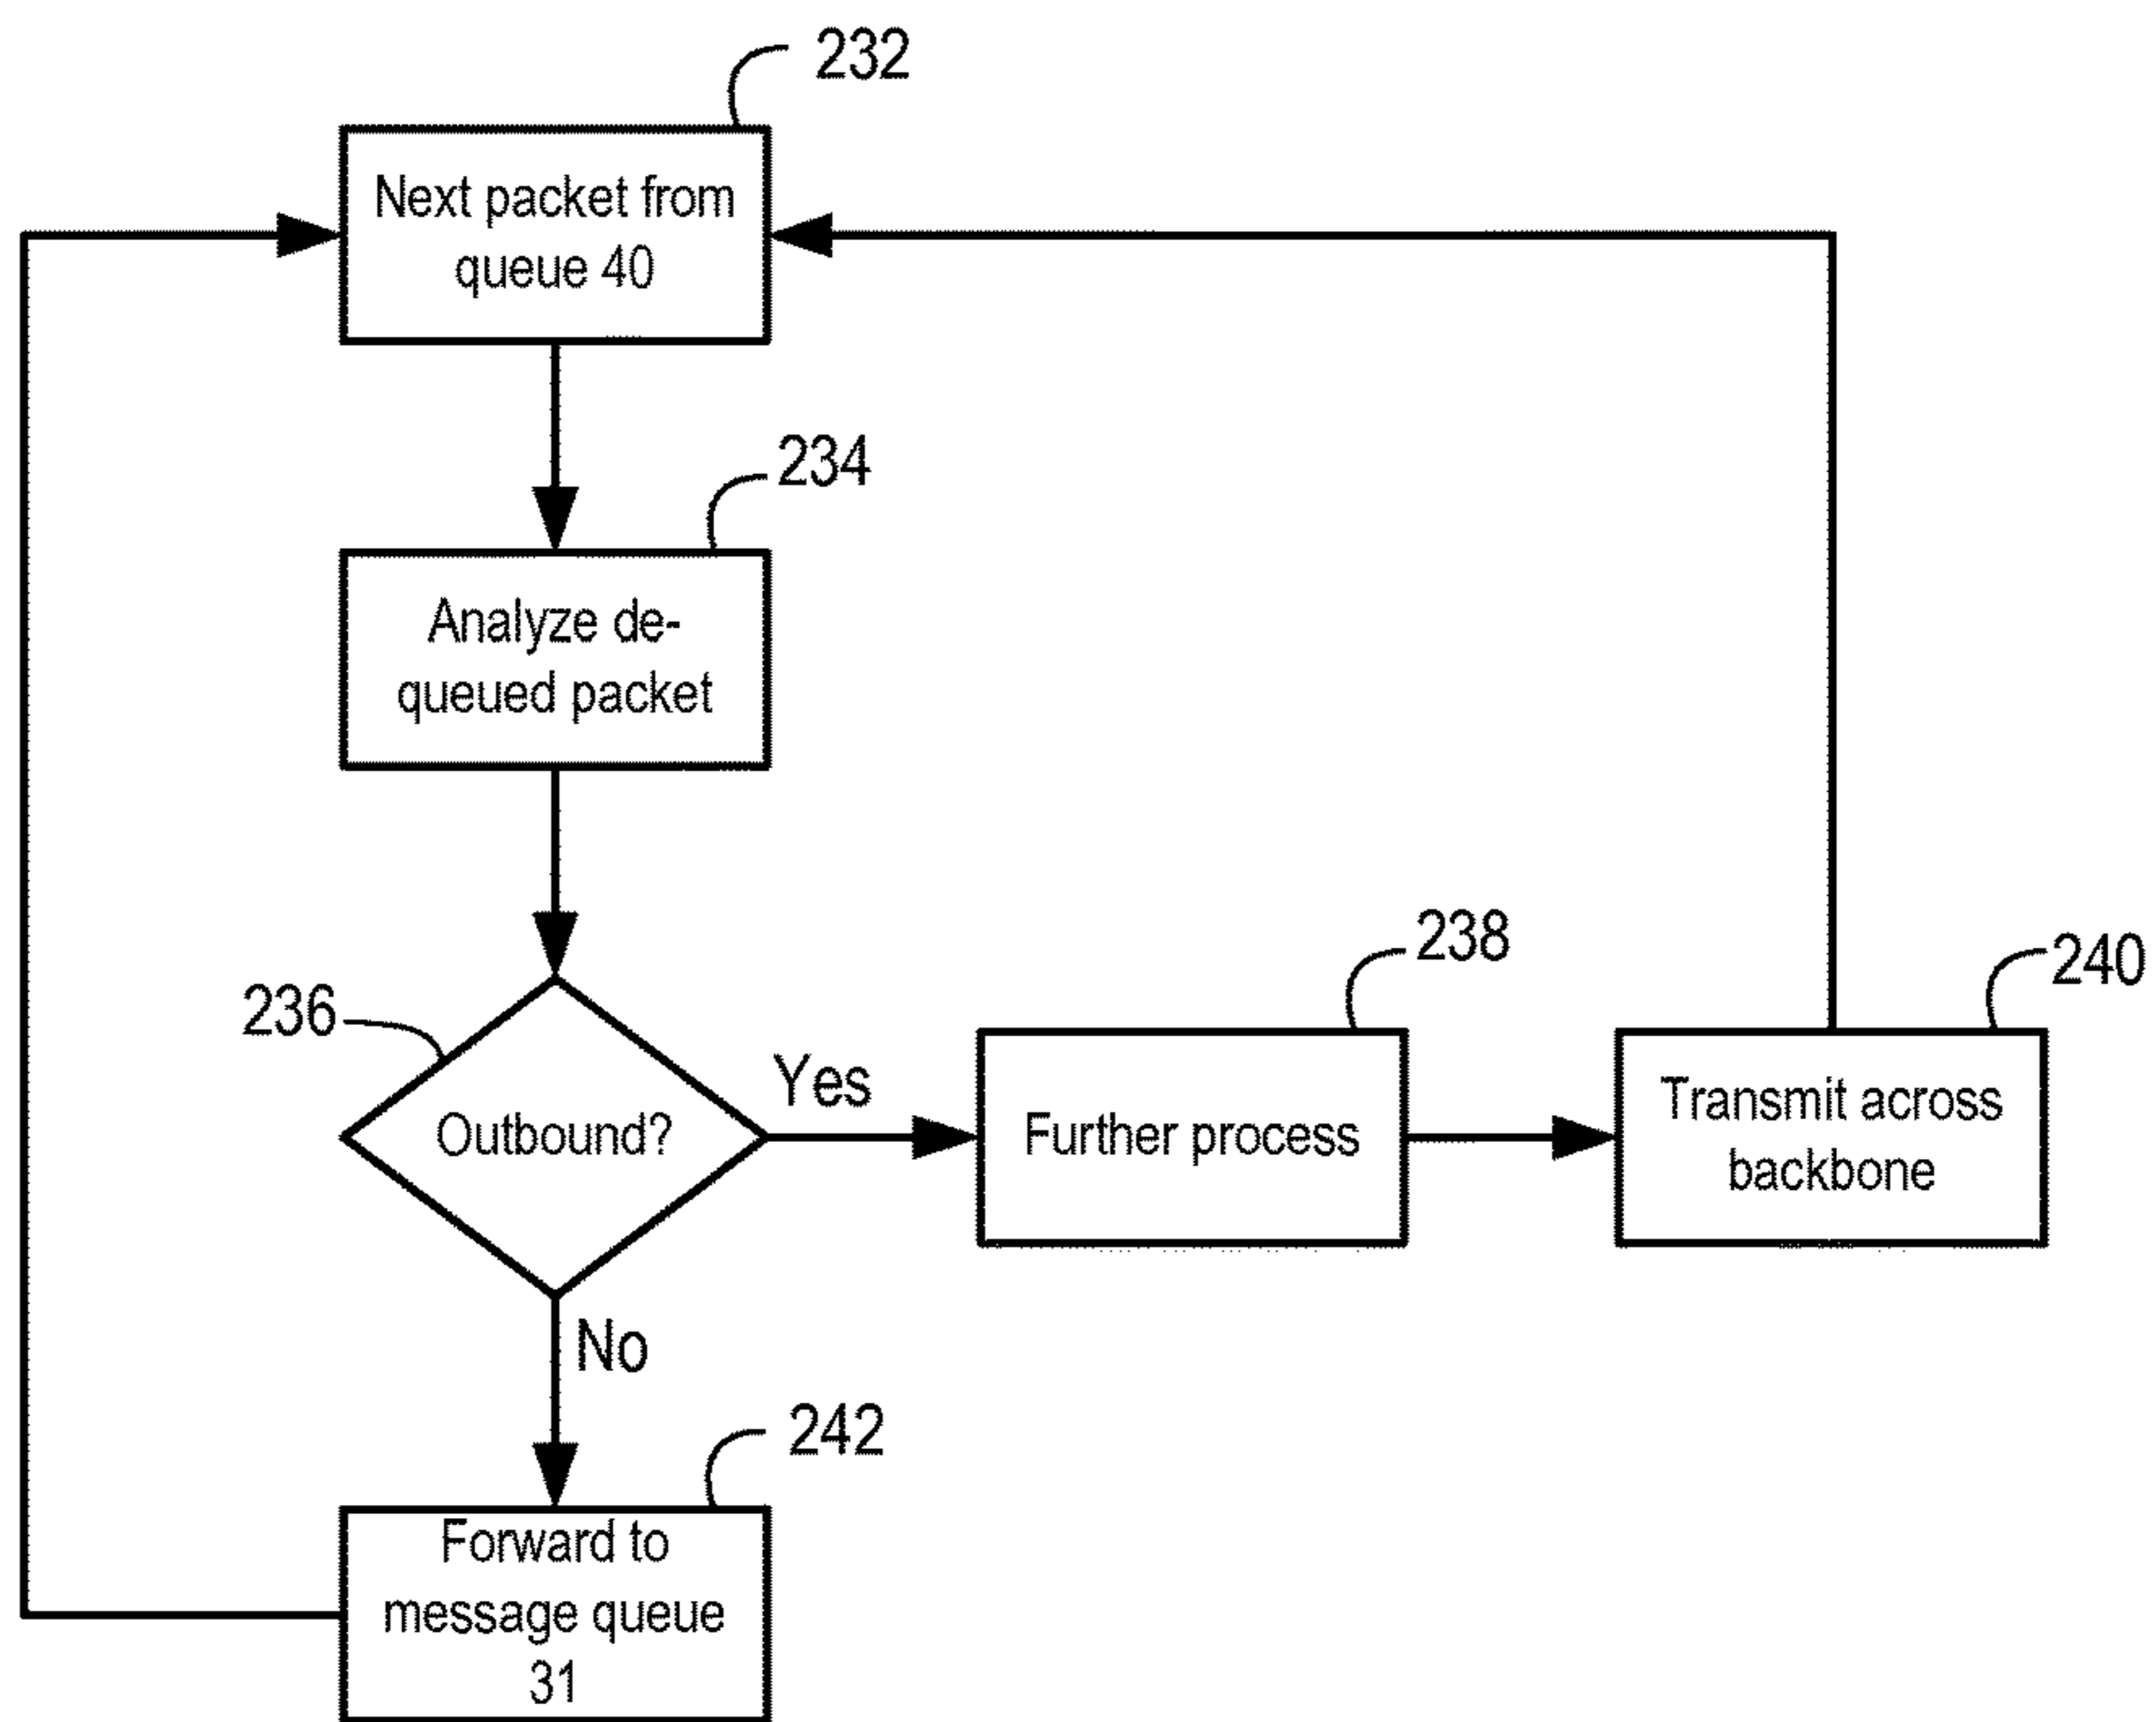 232
Next packet from
queue 40
234
Analyze de-
queued packet
236
Outbound?
Yes
238
Further process
240
Transmit across
backbone
No
242
Forward to
message queue
31